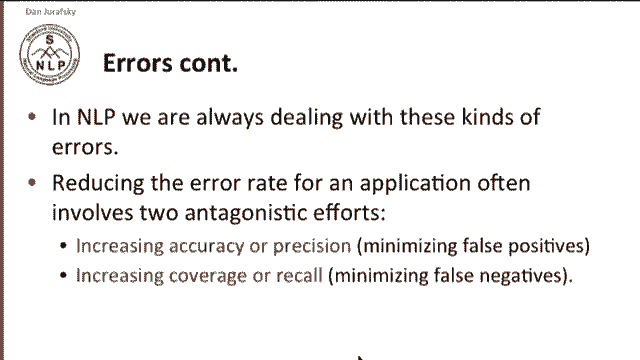 Dan Jurafsky
S
NLP
Errors cont.
• In NLP we are always dealing with these kinds of
errors.
• Reducing the error rate for an application often
involves two antagonistic efforts:
• Increasing accuracy or precision (minimizing false positives)
• Increasing coverage or recall (minimizing false negatives).